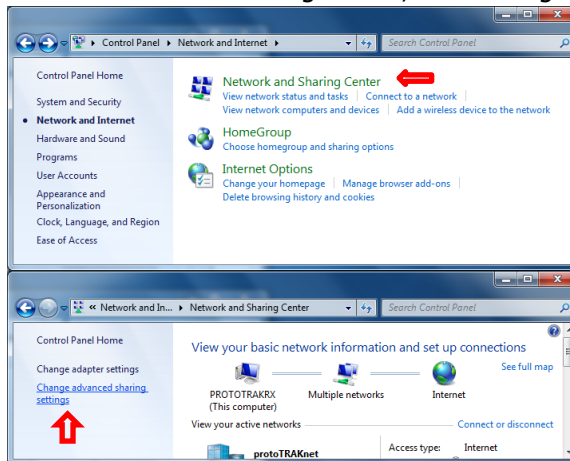 Control Panel ▸ Network and Internet ▸
Search Control Panel
Control Panel Home
System and Security
Network and Internet
Hardware and Sound
Programs
User Accounts
Appearance and
Personalization
Clock, Language, and Region
Ease of Access
Network and Sharing Center
View network status and tasks | Connect to a network |
View network computers and devices | Add a wireless device to the network
HomeGroup
Choose homegroup and sharing options
Internet Options
Change your homepage | Manage browser add-ons |
Delete browsing history and cookies
« Network and In... ▸ Network and Sharing Center
Search Control Panel
Control Panel Home
Change adapter settings
Change advanced sharing
settings
View your basic network information and set up connections
See full map
PROTOTRAKRX
(This computer)
Multiple networks
Internet
View your active networks
Connect or disconnect
protoTRAKnet
Access type: Internet